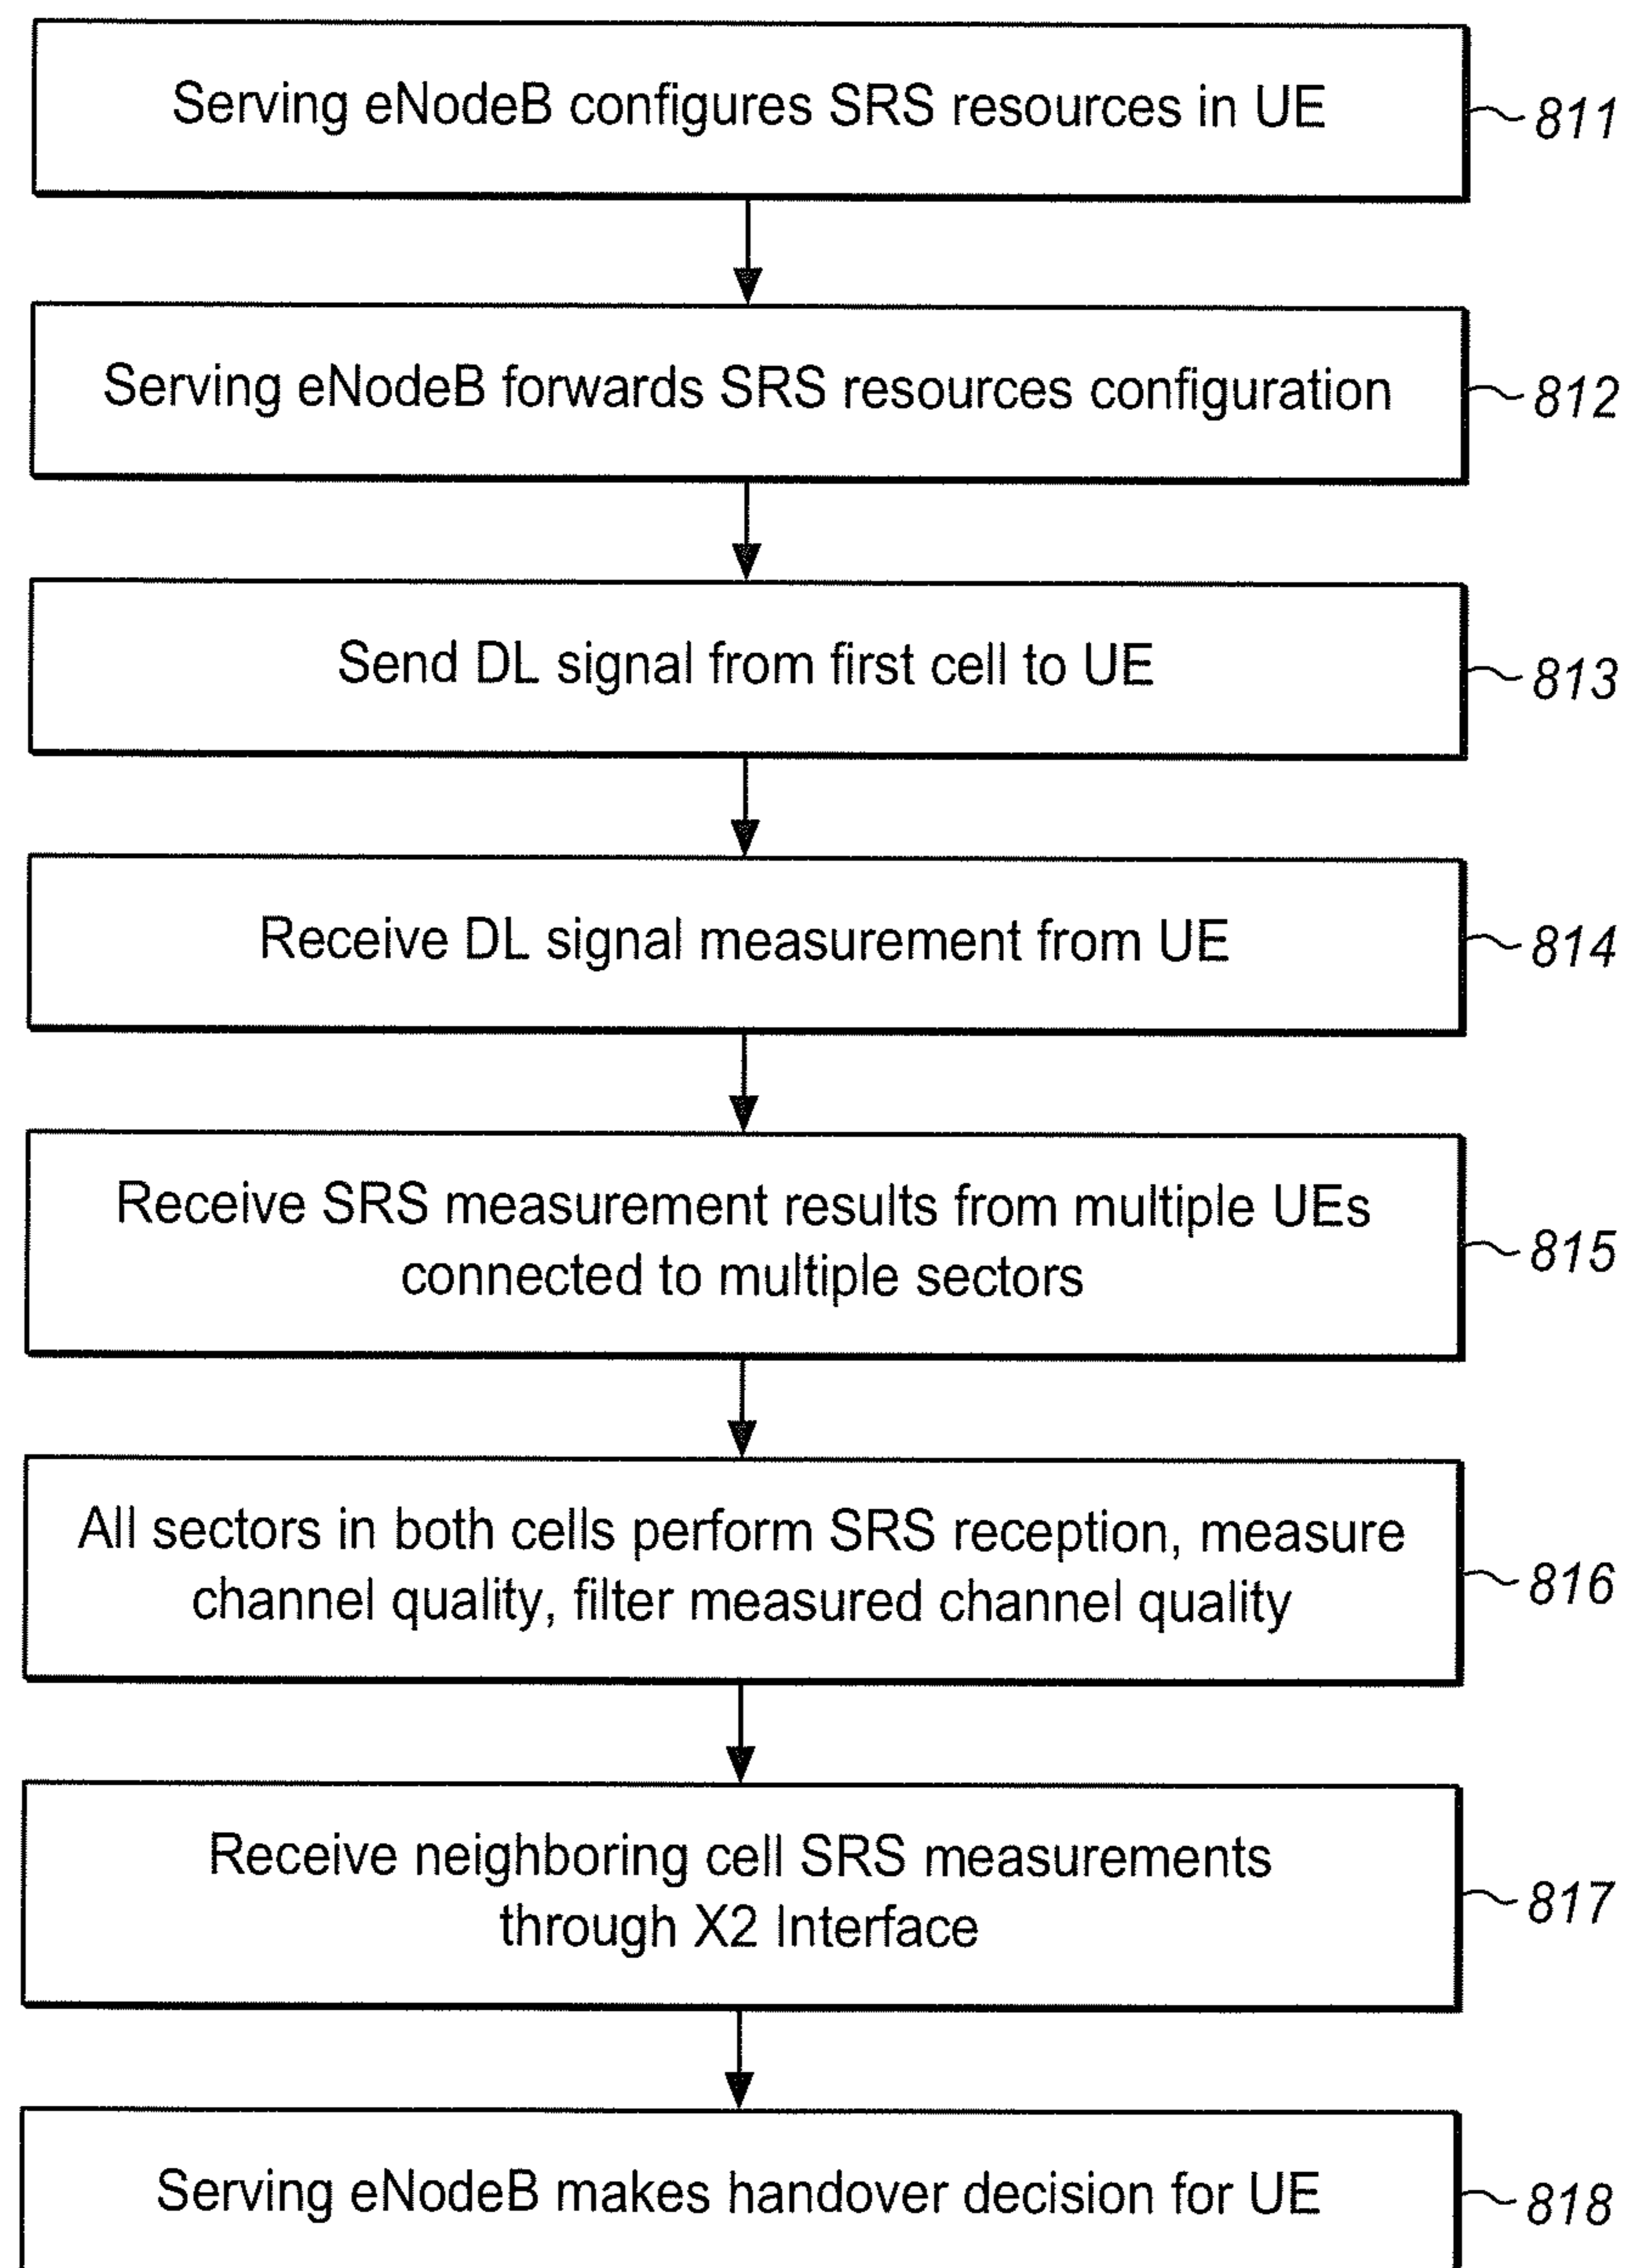 Serving eNodeB configures SRS resources in UE
811
Serving eNodeB forwards SRS resources configuration
812
Send DL signal from first cell to UE
813
Receive DL signal measurement from UE
814
Receive SRS measurement results from multiple UEs
connected to multiple sectors
815
All sectors in both cells perform SRS reception, measure
channel quality, filter measured channel quality
816
Receive neighboring cell SRS measurements
through X2 Interface
817
Serving eNodeB makes handover decision for UE
818